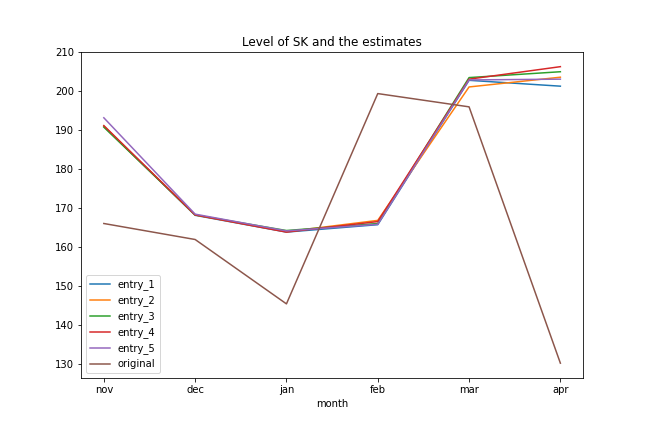 Level of SK and the estimates
210
200
190
180
170
160
150
140
130
entry_1
entry_2
entry_3
entry_4
entry_5
original
nov dec jan feb mar apr
month